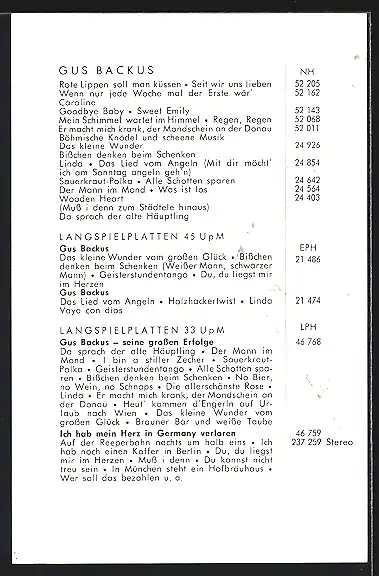 GUS BACKUS NH
Rote Lippen soll man küssen • Seit wir uns lieben 52 205
Wenn nur jede Woche mal der Erste wär' 52 162
Caroline
Goodbye Baby • Sweet Emily 52 143
Mein Schimmel wartet im Himmel • Regen, Regen 52 068
Er macht mich krank, der Mondschein an der Donau 52 011
Böhmische Knödel und scheene Musik
Das kleine Wunder 24 926
Bißchen denken beim Schenken
Linda • Das Lied vom Angeln (Mit dir möcht' 24 854
ich am Sonntag angeln geh'n)
Sauerkraut-Polka • Alle Schotten sparen 24 642
Der Mann im Mond • Was ist los 24 564
Wooden Heart 24 403
(Muß i denn zum Städtele hinaus)
Da sprach der alte Häuptling
LANGSPIELPLATTEN 45 UpM
Gus Backus EPH
Das kleine Wunder vom großen Glück • Bißchen 21 486
denken beim Schenken (Weißer Mann, schwarzer
Mann) • Geisterstundentango • Du, du liegst mir
im Herzen
Gus Backus
Das Lied vom Angeln • Holzhackertwist • Linda 21 474
Vaya con dios
LANGSPIELPLATTEN 33 UpM LPH
Gus Backus – seine großen Erfolge 46 768
Da sprach der alte Häuptling • Der Mann im
Mond • I bin a stiller Zecher • Sauerkraut-
Polka • Geisterstundentango • Alle Schotten spa-
ren • Bißchen denken beim Schenken • No Bier,
no Wein, no Schnaps • Die allerschänste Rose •
Linda • Er macht mich krank, der Mondschein an
der Donau • Heut' kommen d'Engerln auf Ur-
laub nach Wien • Das kleine Wunder vom
großen Glück • Brauner Bär und weiße Taube
Ich hab mein Herz in Germany verloren 46 759
Auf der Reeperbahn nachts um halb eins • Ich 237 259 Stereo
hab noch einen Koffer in Berlin • Du, du liegst
mir im Herzen • Muß i denn • Du kannst nicht
treu sein • In München steht ein Hofbräuhaus •
Wer soll das bezahlen u. a.